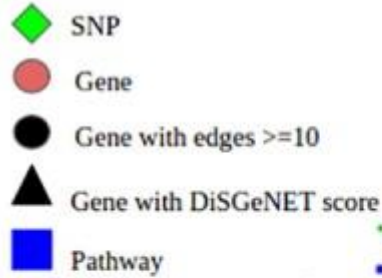 SNP
Gene
Gene with edges >=10
Gene with DiSGeNET score
Pathway